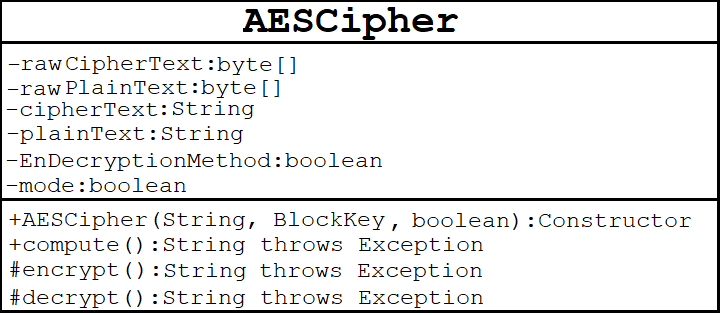 AESCipher
-rawCipherText:byte[]
-rawPlainText:byte[]
-cipherText:String
-plainText:String
-EnDecryptionMethod:boolean
-mode:boolean
+AESCipher(String, BlockKey, boolean):Constructor
+compute():String throws Exception
#encrypt():String throws Exception
#decrypt():String throws Exception